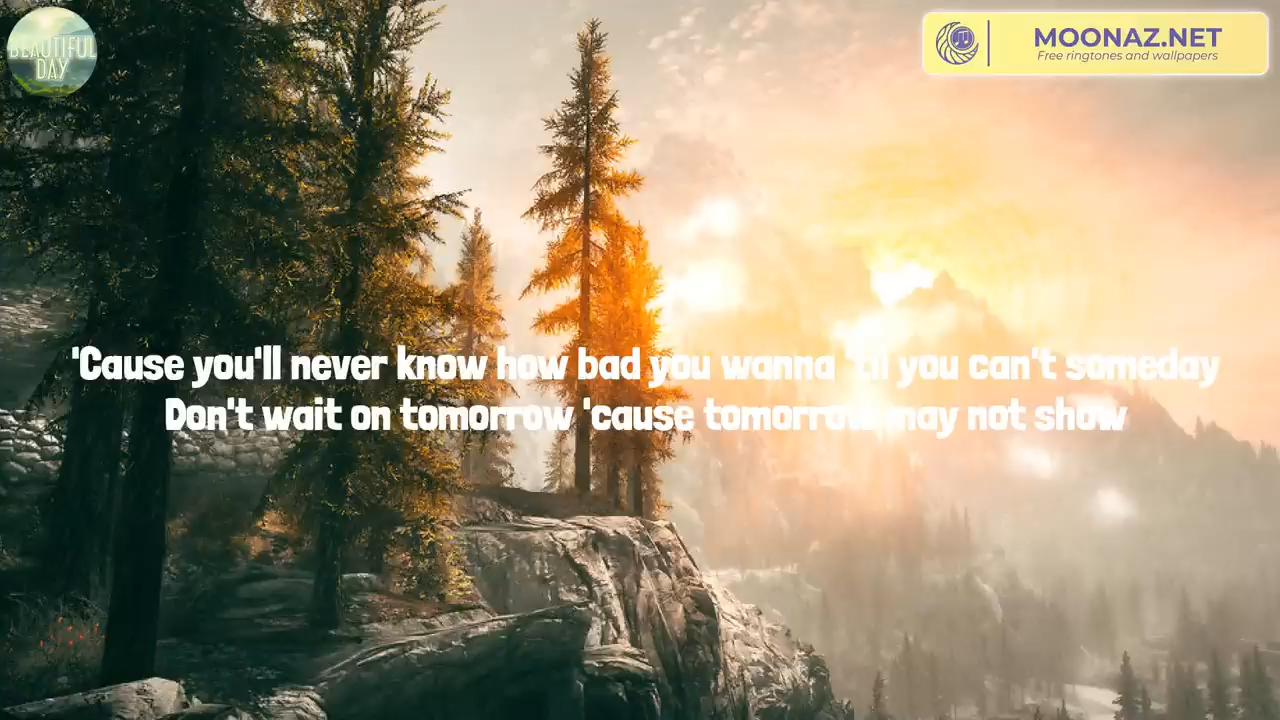 BEAUTIFUL
DAY
MOONAZ.NET
Free ringtones and wallpapers
'Cause you'll never know how bad you wanna 'til you can't someday
Don't wait on tomorrow 'cause tomorrow may not show